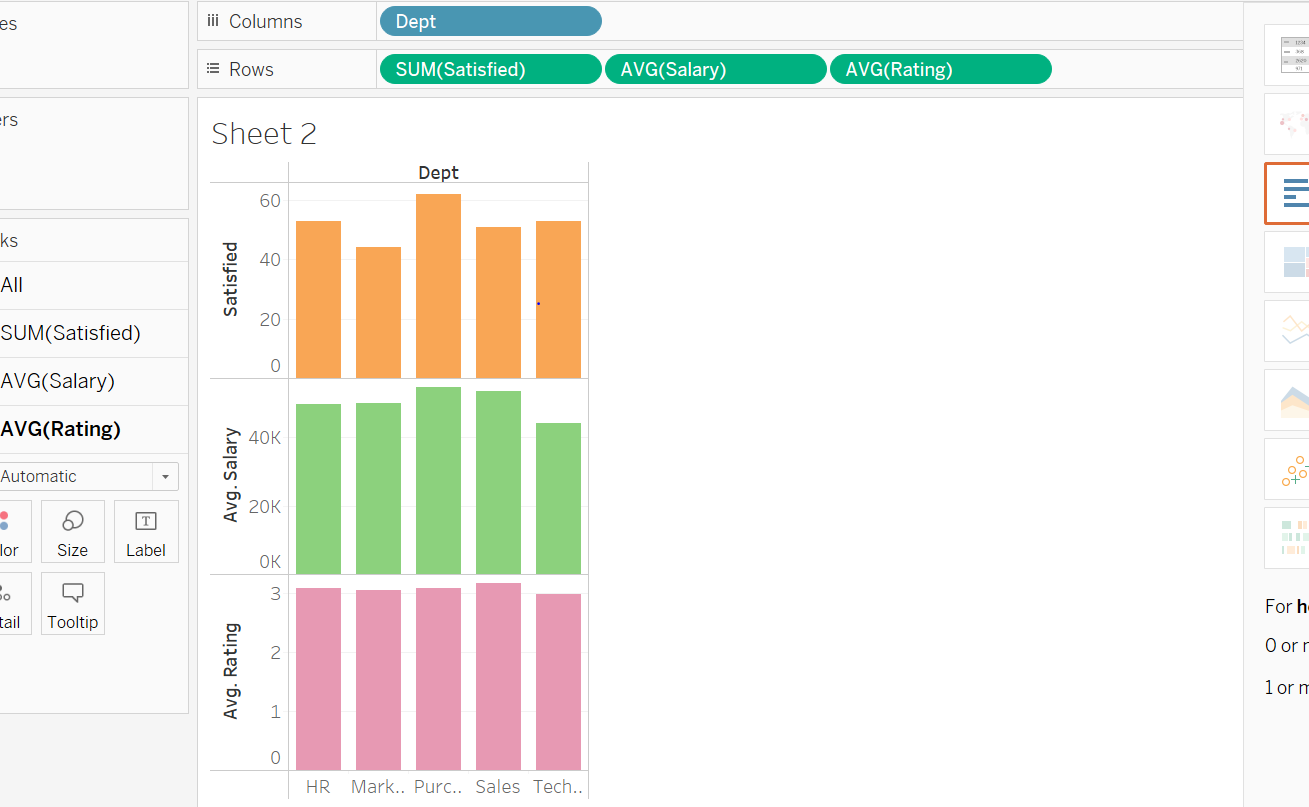 es
iii Columns
Dept
Rows
SUM(Satisfied)
AVG(Salary)
AVG(Rating)
ers
Sheet 2
Dept
60
40
20
0
Satisfied
40K
20K
0K
Avg. Salary
3
2
1
0
Avg. Rating
HR
Mark..
Purc..
Sales
Tech..
ks
All
SUM(Satisfied)
AVG(Salary)
AVG(Rating)
Automatic
lor
Size
T
Label
tail
Tooltip
For h
0 or
1 or